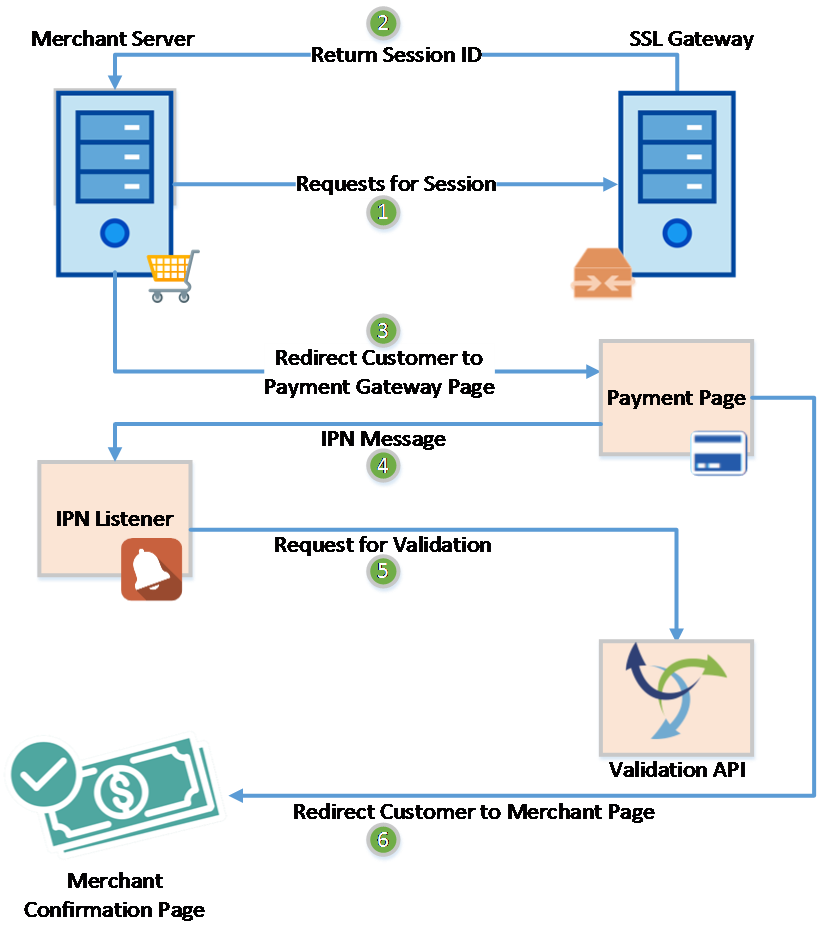 2
Merchant Server
SSL Gateway
Return Session ID
Requests for Session
1
3
Redirect Customer to
Payment Gateway Page
Payment Page
IPN Message
4
IPN Listener
Request for Validation
5
Validation API
Redirect Customer to Merchant Page
6
Merchant
Confirmation Page